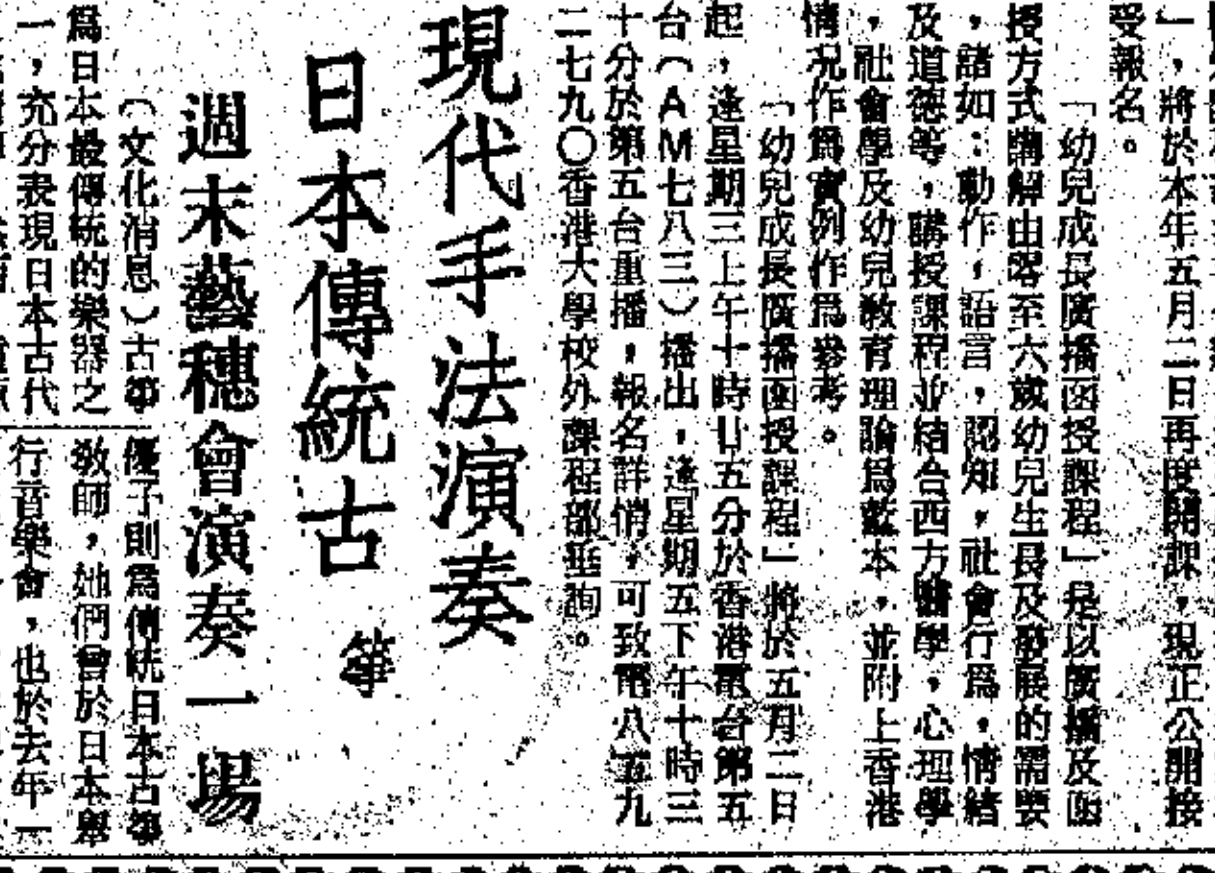 」，將於本年五月二日再度開課，現正公開接
受報名。
「幼兒成長廣播函授課程」是以廣播及函
授方式講解由零至六歲幼兒生長及發展的需要
，諸如：動作，語言，認知，社會行爲，情緒
及道德等，講授課程並結合西方醫學，心理學
，社會學及幼兒教育理論爲藍本，並附上香港
情況作爲實例作爲參考。
「幼兒成長廣播函授課程」將於五月二日
起，逢星期三上午十時廿五分於香港電台第五
台（AM七八三）播出，逢星期五下午十時三
十分於第五台重播，報名詳情，可致電八五九
二七九〇香港大學校外課程部垂詢。
現代手法演奏
日本傳統古箏
週末藝穗會演奏一場
（文化消息）古箏
爲日本最傳統的樂器之
一，充分表現日本古代
優子則爲傳統日本古箏
敎師，她們曾於日本舉
行音樂會，也於去年一